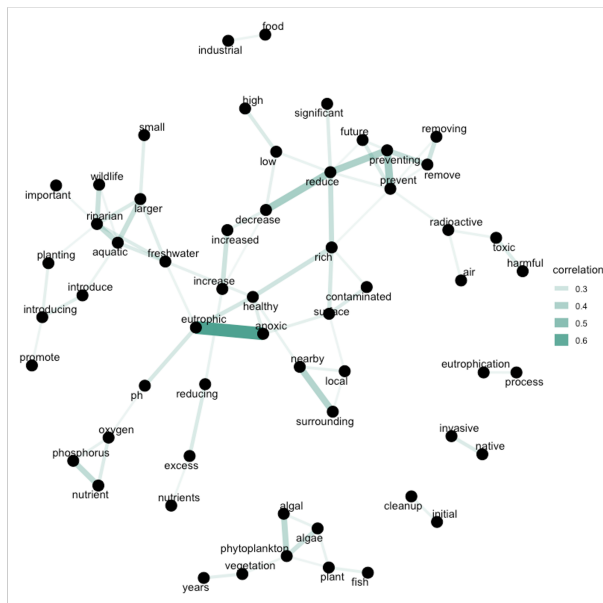 food
industrial
high
significant
small
future
removing
low
preventing
wildlife
reduce
remove
important
larger
prevent
riparian
decrease
radioactive
aquatic
increased
toxic
freshwater
rich
planting
harmful
air
introduce
increase
healthy
contaminated
introducing
eutrophic
anoxic
surface
correlation
0.3
0.4
0.5
0.6
promote
nearby
local
eutrophication
process
ph
reducing
surrounding
oxygen
invasive
phosphorus
excess
native
nutrient
nutrients
cleanup
algal
initial
algae
phytoplankton
vegetation
plant
years
fish